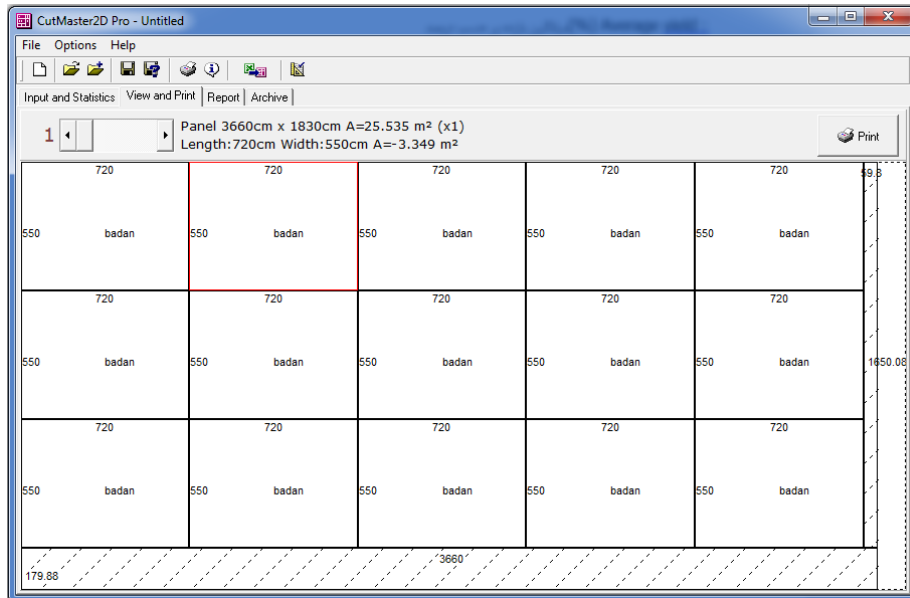 CutMaster2D Pro - Untitled
File Options Help
Input and Statistics View and Print Report Archive
1 Panel 3660cm x 1830cm A=25.535 m² (x1)
Length:720cm Width:550cm A=-3.349 m²
Print
720 720 720 720 720 59.8
550 badan 550 badan 550 badan 550 badan 550 badan
720 720 720 720 720
550 badan 550 badan 550 badan 550 badan 550 badan 1650.08
720 720 720 720 720
550 badan 550 badan 550 badan 550 badan 550 badan
3660
179.88